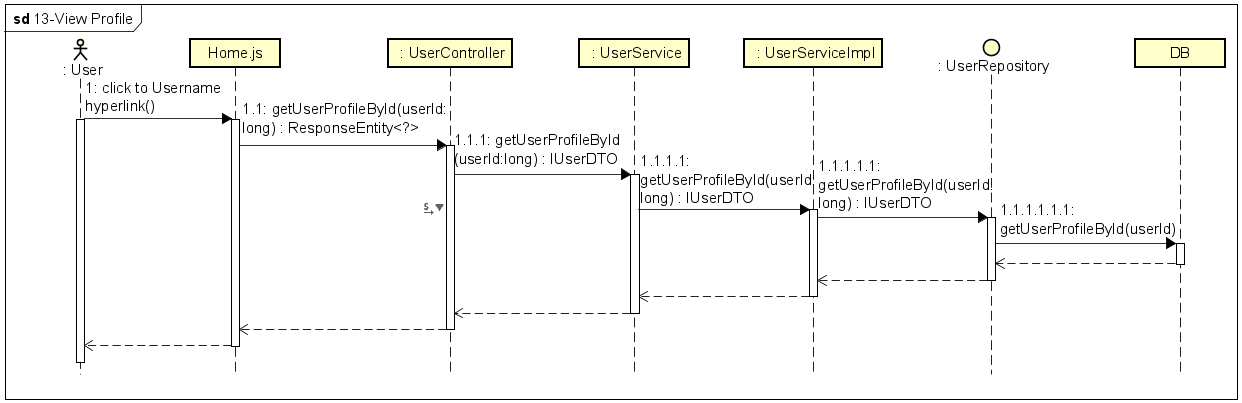 sd 13-View Profile
: User
Home.js
: UserController
: UserService
: UserServiceImpl
: UserRepository
DB
1: click to Username
hyperlink()
1.1: getUserProfileById(userId:
long) : ResponseEntity<?>
1.1.1: getUserProfileById
(userId:long) : IUserDTO
1.1.1.1:
getUserProfileById(userId
long) : IUserDTO
1.1.1.1.1:
getUserProfileById(userId:
long) : IUserDTO
1.1.1.1.1.1:
getUserProfileById(userId)
s